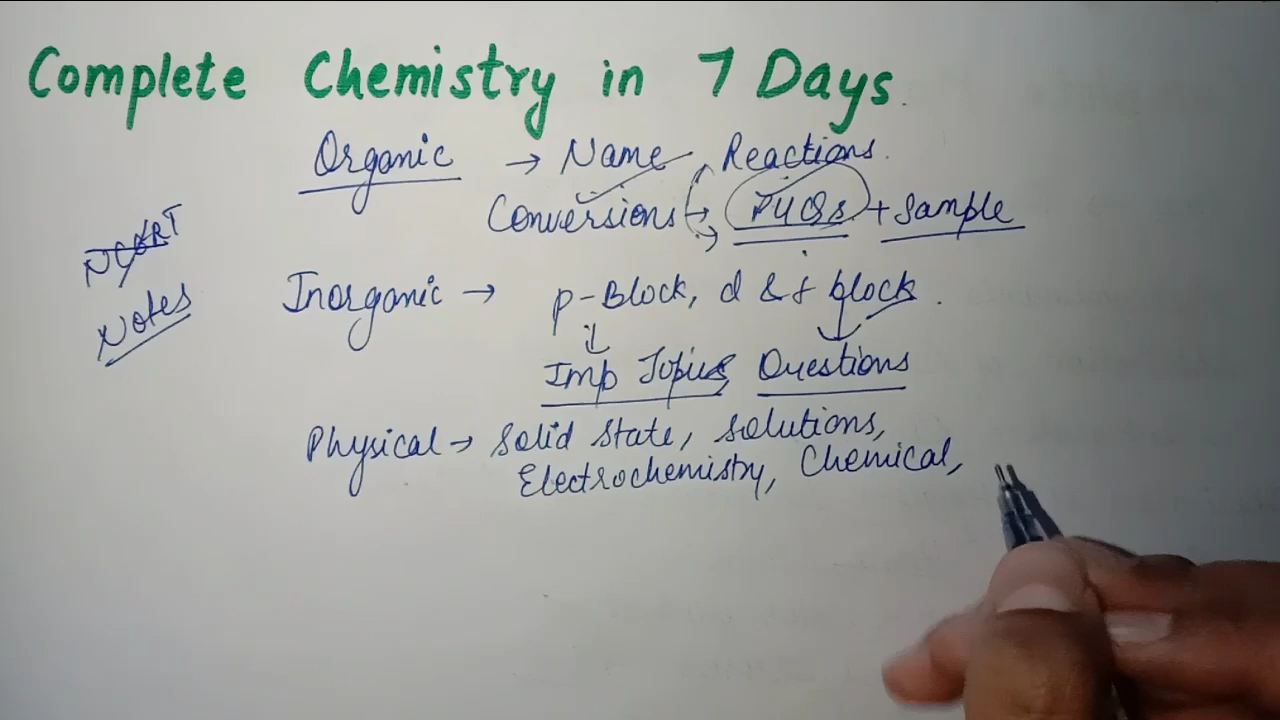 Complete Chemistry in 7 Days.
Organic → Name Reactions.
Conversions → PYQs + Sample
NCERT
Notes
Inorganic → p-Block, d & f block.
Imp Topics, Questions
Physical → Solid State, Solutions,
Electrochemistry, Chemical,